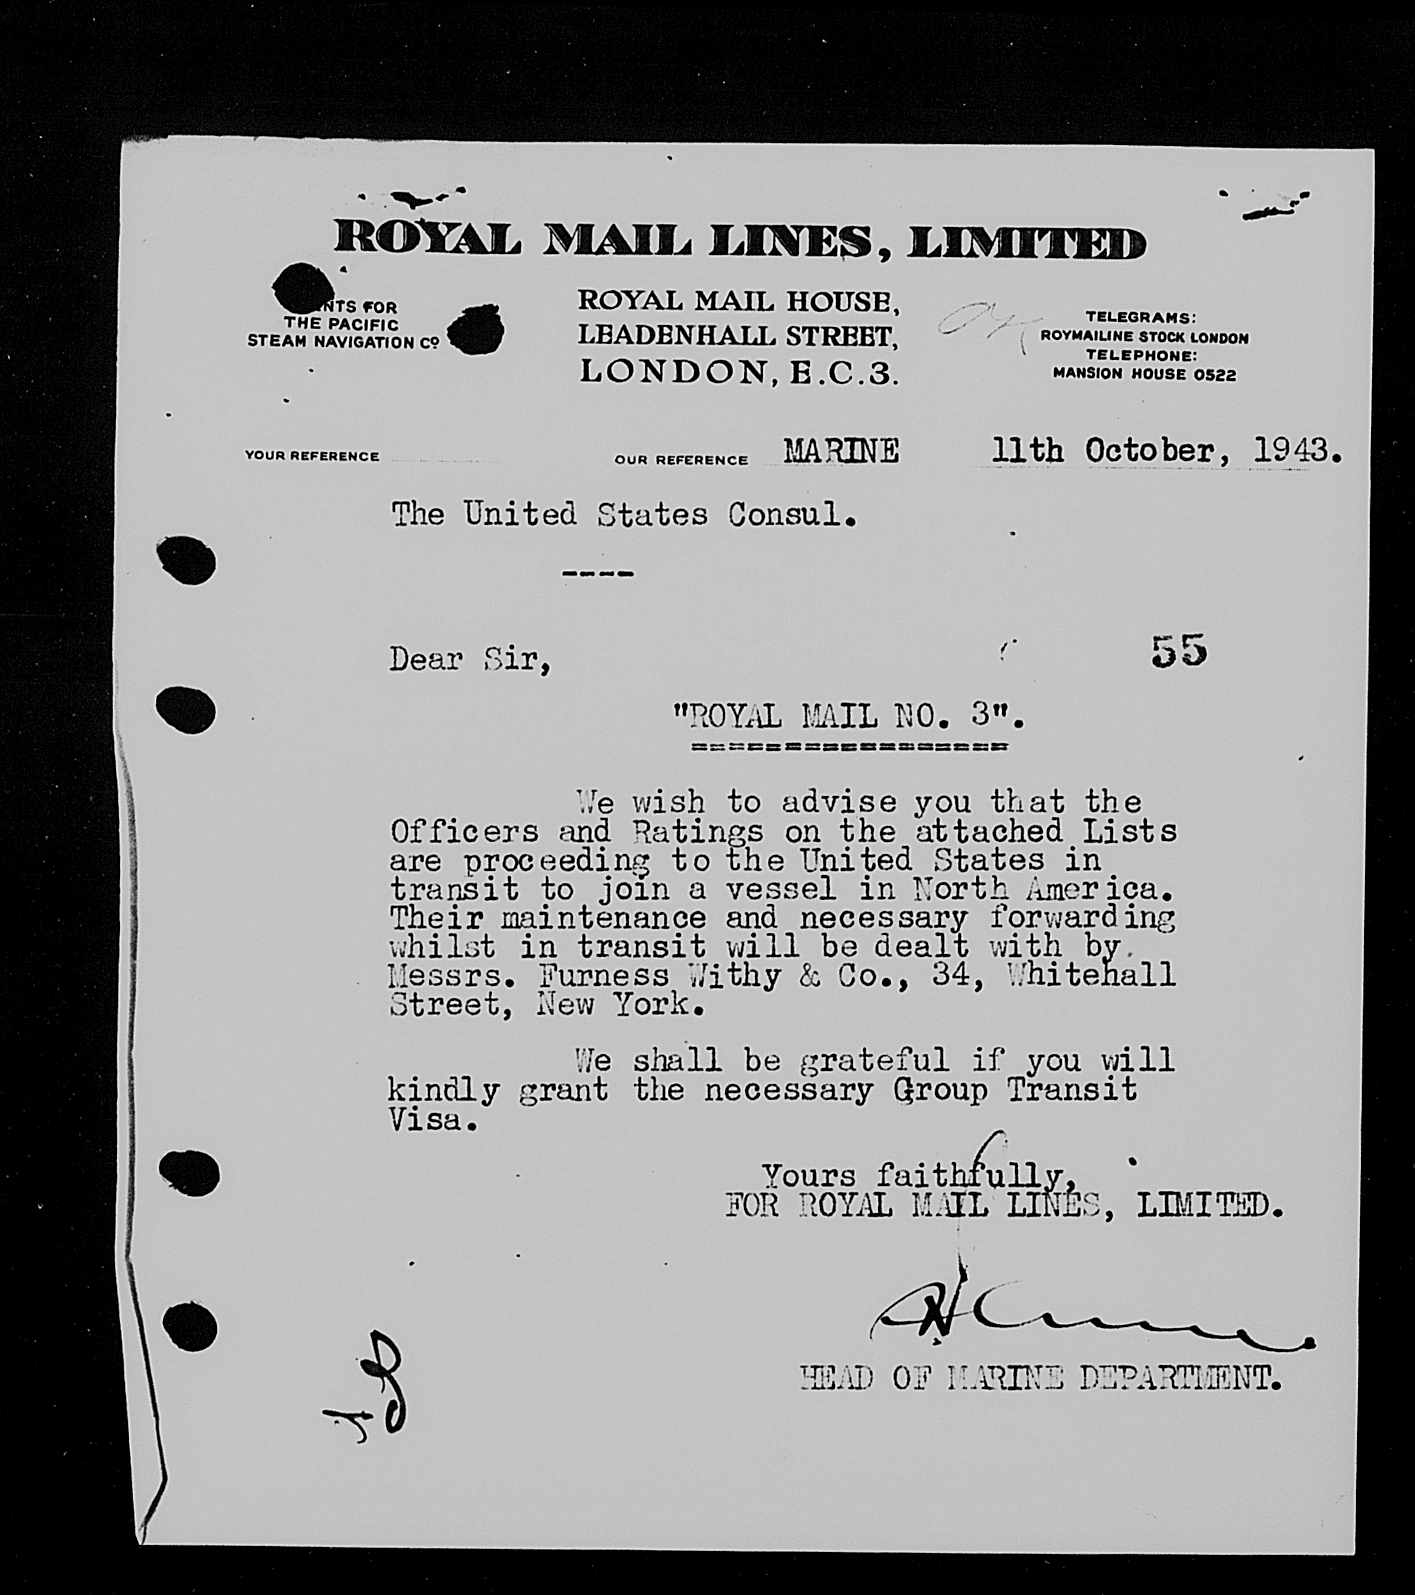 ROYAL MAIL LINES, LIMITED
NTS FOR
THE PACIFIC
STEAM NAVIGATION Cº
ROYAL MAIL HOUSE,
LEADENHALL STREET,
LONDON, E.C.3.
TELEGRAMS:
ROYMAILINE STOCK LONDON
TELEPHONE:
MANSION HOUSE 0522
YOUR REFERENCE
OUR REFERENCE MARINE 11th October, 1943.
The United States Consul.
----
Dear Sir,
55
"ROYAL MAIL NO. 3".
=================
We wish to advise you that the
Officers and Ratings on the attached Lists
are proceeding to the United States in
transit to join a vessel in North America.
Their maintenance and necessary forwarding
whilst in transit will be dealt with by
Messrs. Furness Withy & Co., 34, Whitehall
Street, New York.
We shall be grateful if you will
kindly grant the necessary Group Transit
Visa.
Yours faithfully,
FOR ROYAL MAIL LINES, LIMITED.
HEAD OF MARINE DEPARTMENT.